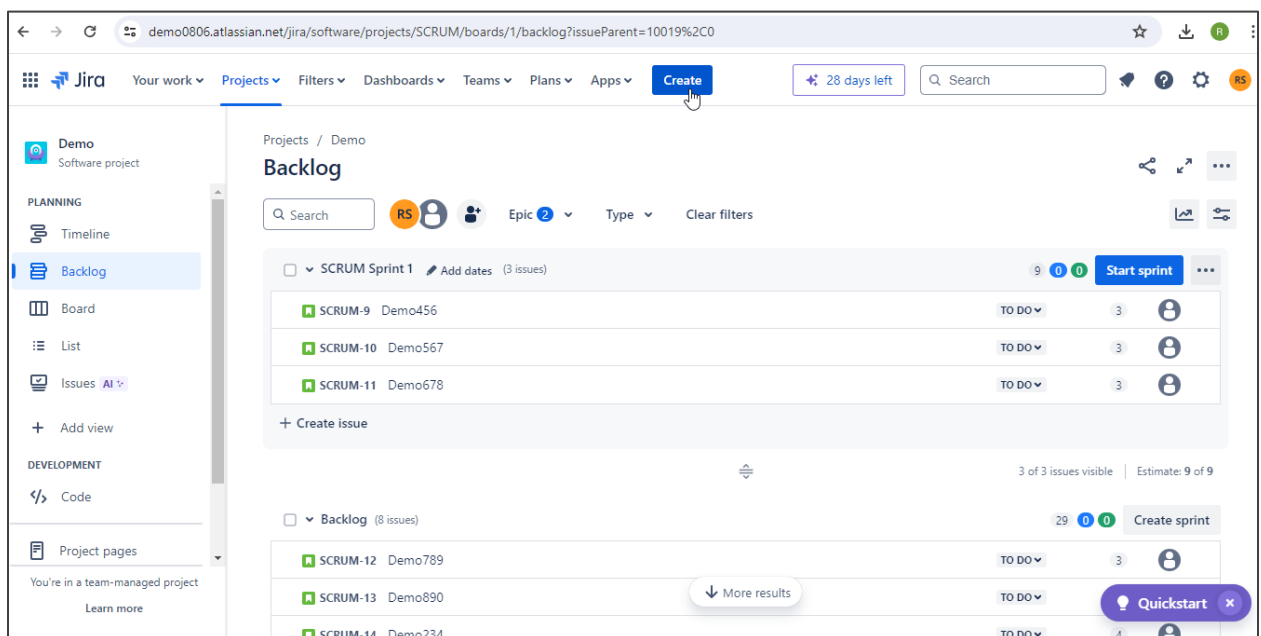 demo0806.atlassian.net/jira/software/projects/SCRUM/boards/1/backlog?issueParent=10019%2C0 R
Jira Your work Projects Filters Dashboards Teams Plans Apps Create 28 days left Search RS
Demo
Software project
PLANNING
Timeline
Backlog
Board
List
Issues AI
Add view
DEVELOPMENT
Code
Project pages
You're in a team-managed project
Learn more
Projects / Demo
Backlog
Search RS Epic 2 Type Clear filters
SCRUM Sprint 1 Add dates (3 issues) 9 0 0 Start sprint
SCRUM-9 Demo456 TO DO 3
SCRUM-10 Demo567 TO DO 3
SCRUM-11 Demo678 TO DO 3
+ Create issue
3 of 3 issues visible Estimate: 9 of 9
Backlog (8 issues) 29 0 0 Create sprint
SCRUM-12 Demo789 TO DO 3
SCRUM-13 Demo890 TO DO
More results
Quickstart
SCRUM-14 Demo234 TO DO 4